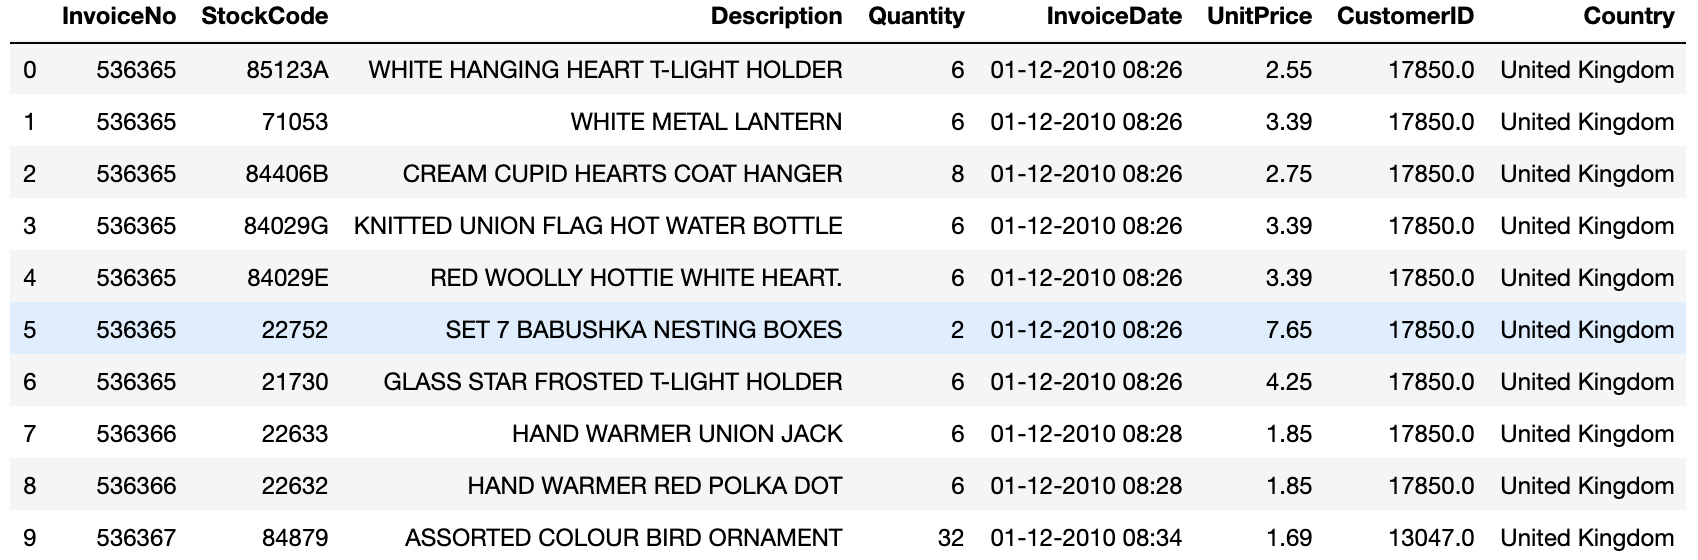 InvoiceNo StockCode Description Quantity InvoiceDate UnitPrice CustomerID Country
0 536365 85123A WHITE HANGING HEART T-LIGHT HOLDER 6 01-12-2010 08:26 2.55 17850.0 United Kingdom
1 536365 71053 WHITE METAL LANTERN 6 01-12-2010 08:26 3.39 17850.0 United Kingdom
2 536365 84406B CREAM CUPID HEARTS COAT HANGER 8 01-12-2010 08:26 2.75 17850.0 United Kingdom
3 536365 84029G KNITTED UNION FLAG HOT WATER BOTTLE 6 01-12-2010 08:26 3.39 17850.0 United Kingdom
4 536365 84029E RED WOOLLY HOTTIE WHITE HEART. 6 01-12-2010 08:26 3.39 17850.0 United Kingdom
5 536365 22752 SET 7 BABUSHKA NESTING BOXES 2 01-12-2010 08:26 7.65 17850.0 United Kingdom
6 536365 21730 GLASS STAR FROSTED T-LIGHT HOLDER 6 01-12-2010 08:26 4.25 17850.0 United Kingdom
7 536366 22633 HAND WARMER UNION JACK 6 01-12-2010 08:28 1.85 17850.0 United Kingdom
8 536366 22632 HAND WARMER RED POLKA DOT 6 01-12-2010 08:28 1.85 17850.0 United Kingdom
9 536367 84879 ASSORTED COLOUR BIRD ORNAMENT 32 01-12-2010 08:34 1.69 13047.0 United Kingdom